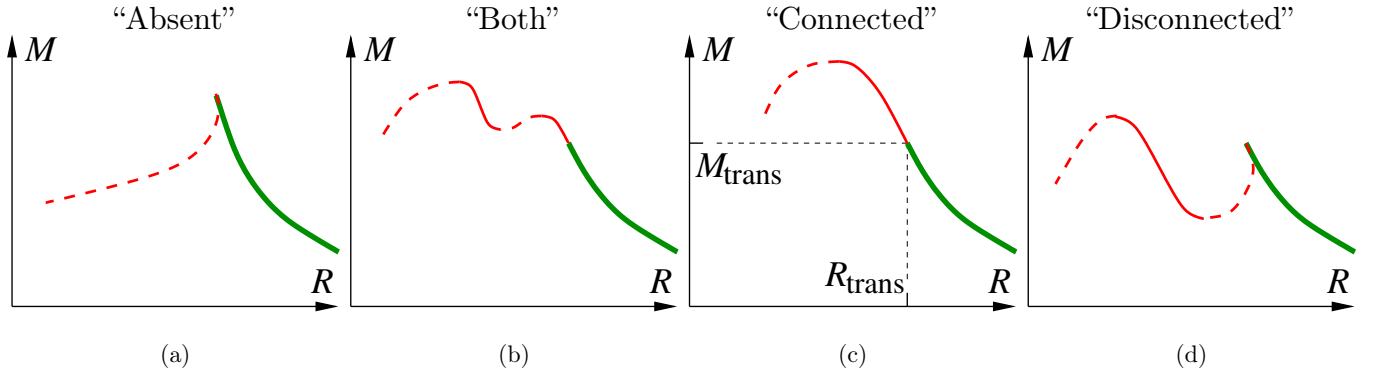 “Absent”
“Both”
“Connected”
“Disconnected”
M
M
M
M
M_trans
R_trans
R
R
R
R
(a)
(b)
(c)
(d)